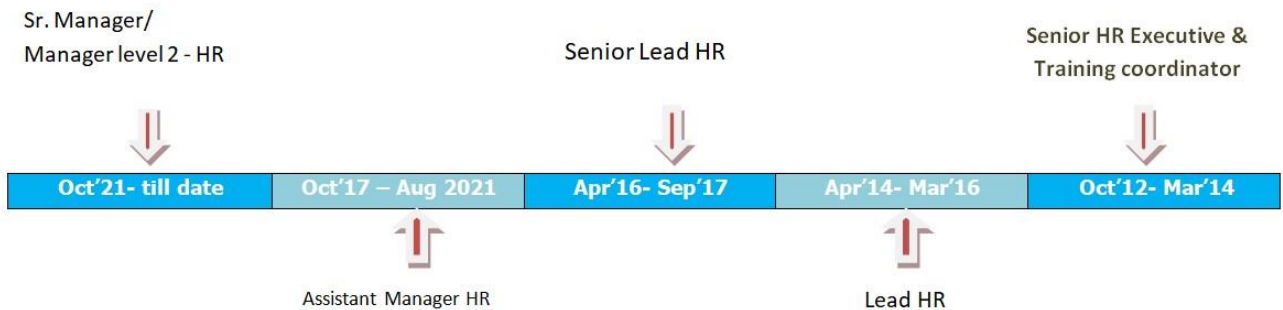 Sr. Manager/
Manager level 2 - HR
Senior Lead HR
Senior HR Executive &
Training coordinator
Oct'21- till date
Oct'17 – Aug 2021
Apr'16- Sep'17
Apr'14- Mar'16
Oct'12- Mar'14
Assistant Manager HR
Lead HR